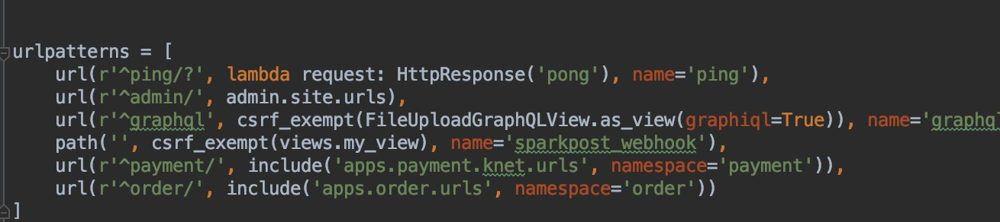 urlpatterns = [
    url(r'^ping/?', lambda request: HttpResponse('pong'), name='ping'),
    url(r'^admin/', admin.site.urls),
    url(r'^graphql', csrf_exempt(FileUploadGraphQLView.as_view(graphiql=True)), name='graphql
    path('', csrf_exempt(views.my_view), name='sparkpost_webhook'),
    url(r'^payment/', include('apps.payment.knet.urls', namespace='payment')),
    url(r'^order/', include('apps.order.urls', namespace='order'))
]